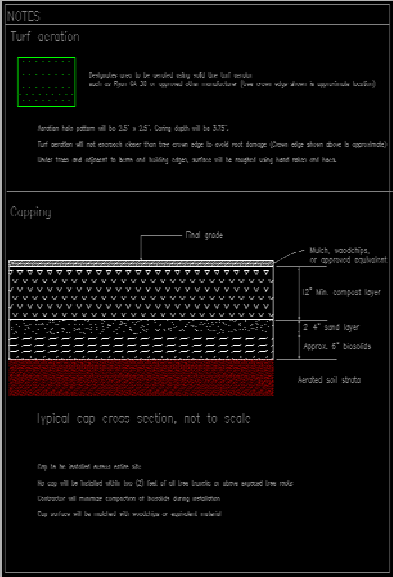 NOTES
Turf aeration
Designates area to be aerated using solid tine turf aerator
such as Ryan GA 30 or approved other manufacturer (tree crown edge shown is approximate location)
Aeration hole pattern will be 2.5" x 2.5". Coring depth will be 3.75".
Turf aeration will not encroach closer than tree crown edge to avoid root damage (Crown edge shown above is approximate)
Under trees and adjacent to berms and building edges, surface will be roughed using hand rakes and hoes.
Capping
Final grade
Mulch, woodchips,
or approved equivalent
12" Min. compost layer
2 4" sand layer
Approx. 6" biosolids
Aerated soil strata
Typical cap cross section, not to scale
Cap to be installed across entire site
No cap will be installed within two (2) feet of all tree trunks or above exposed tree roots
Contractor will minimize compaction of biosolids during installation
Cap surface will be mulched with woodchips or equivalent material